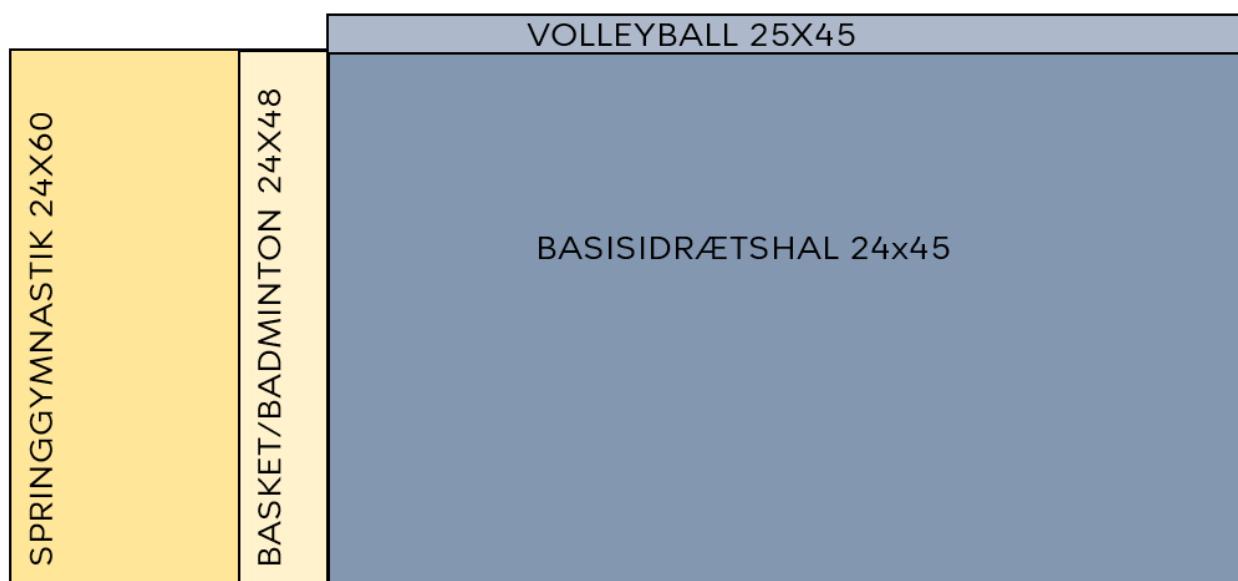 VOLLEYBALL 25X45
SPRINGGYMNASTIK 24X60
BASKET/BADMINTON 24X48
BASISIDRÆTSHAL 24x45